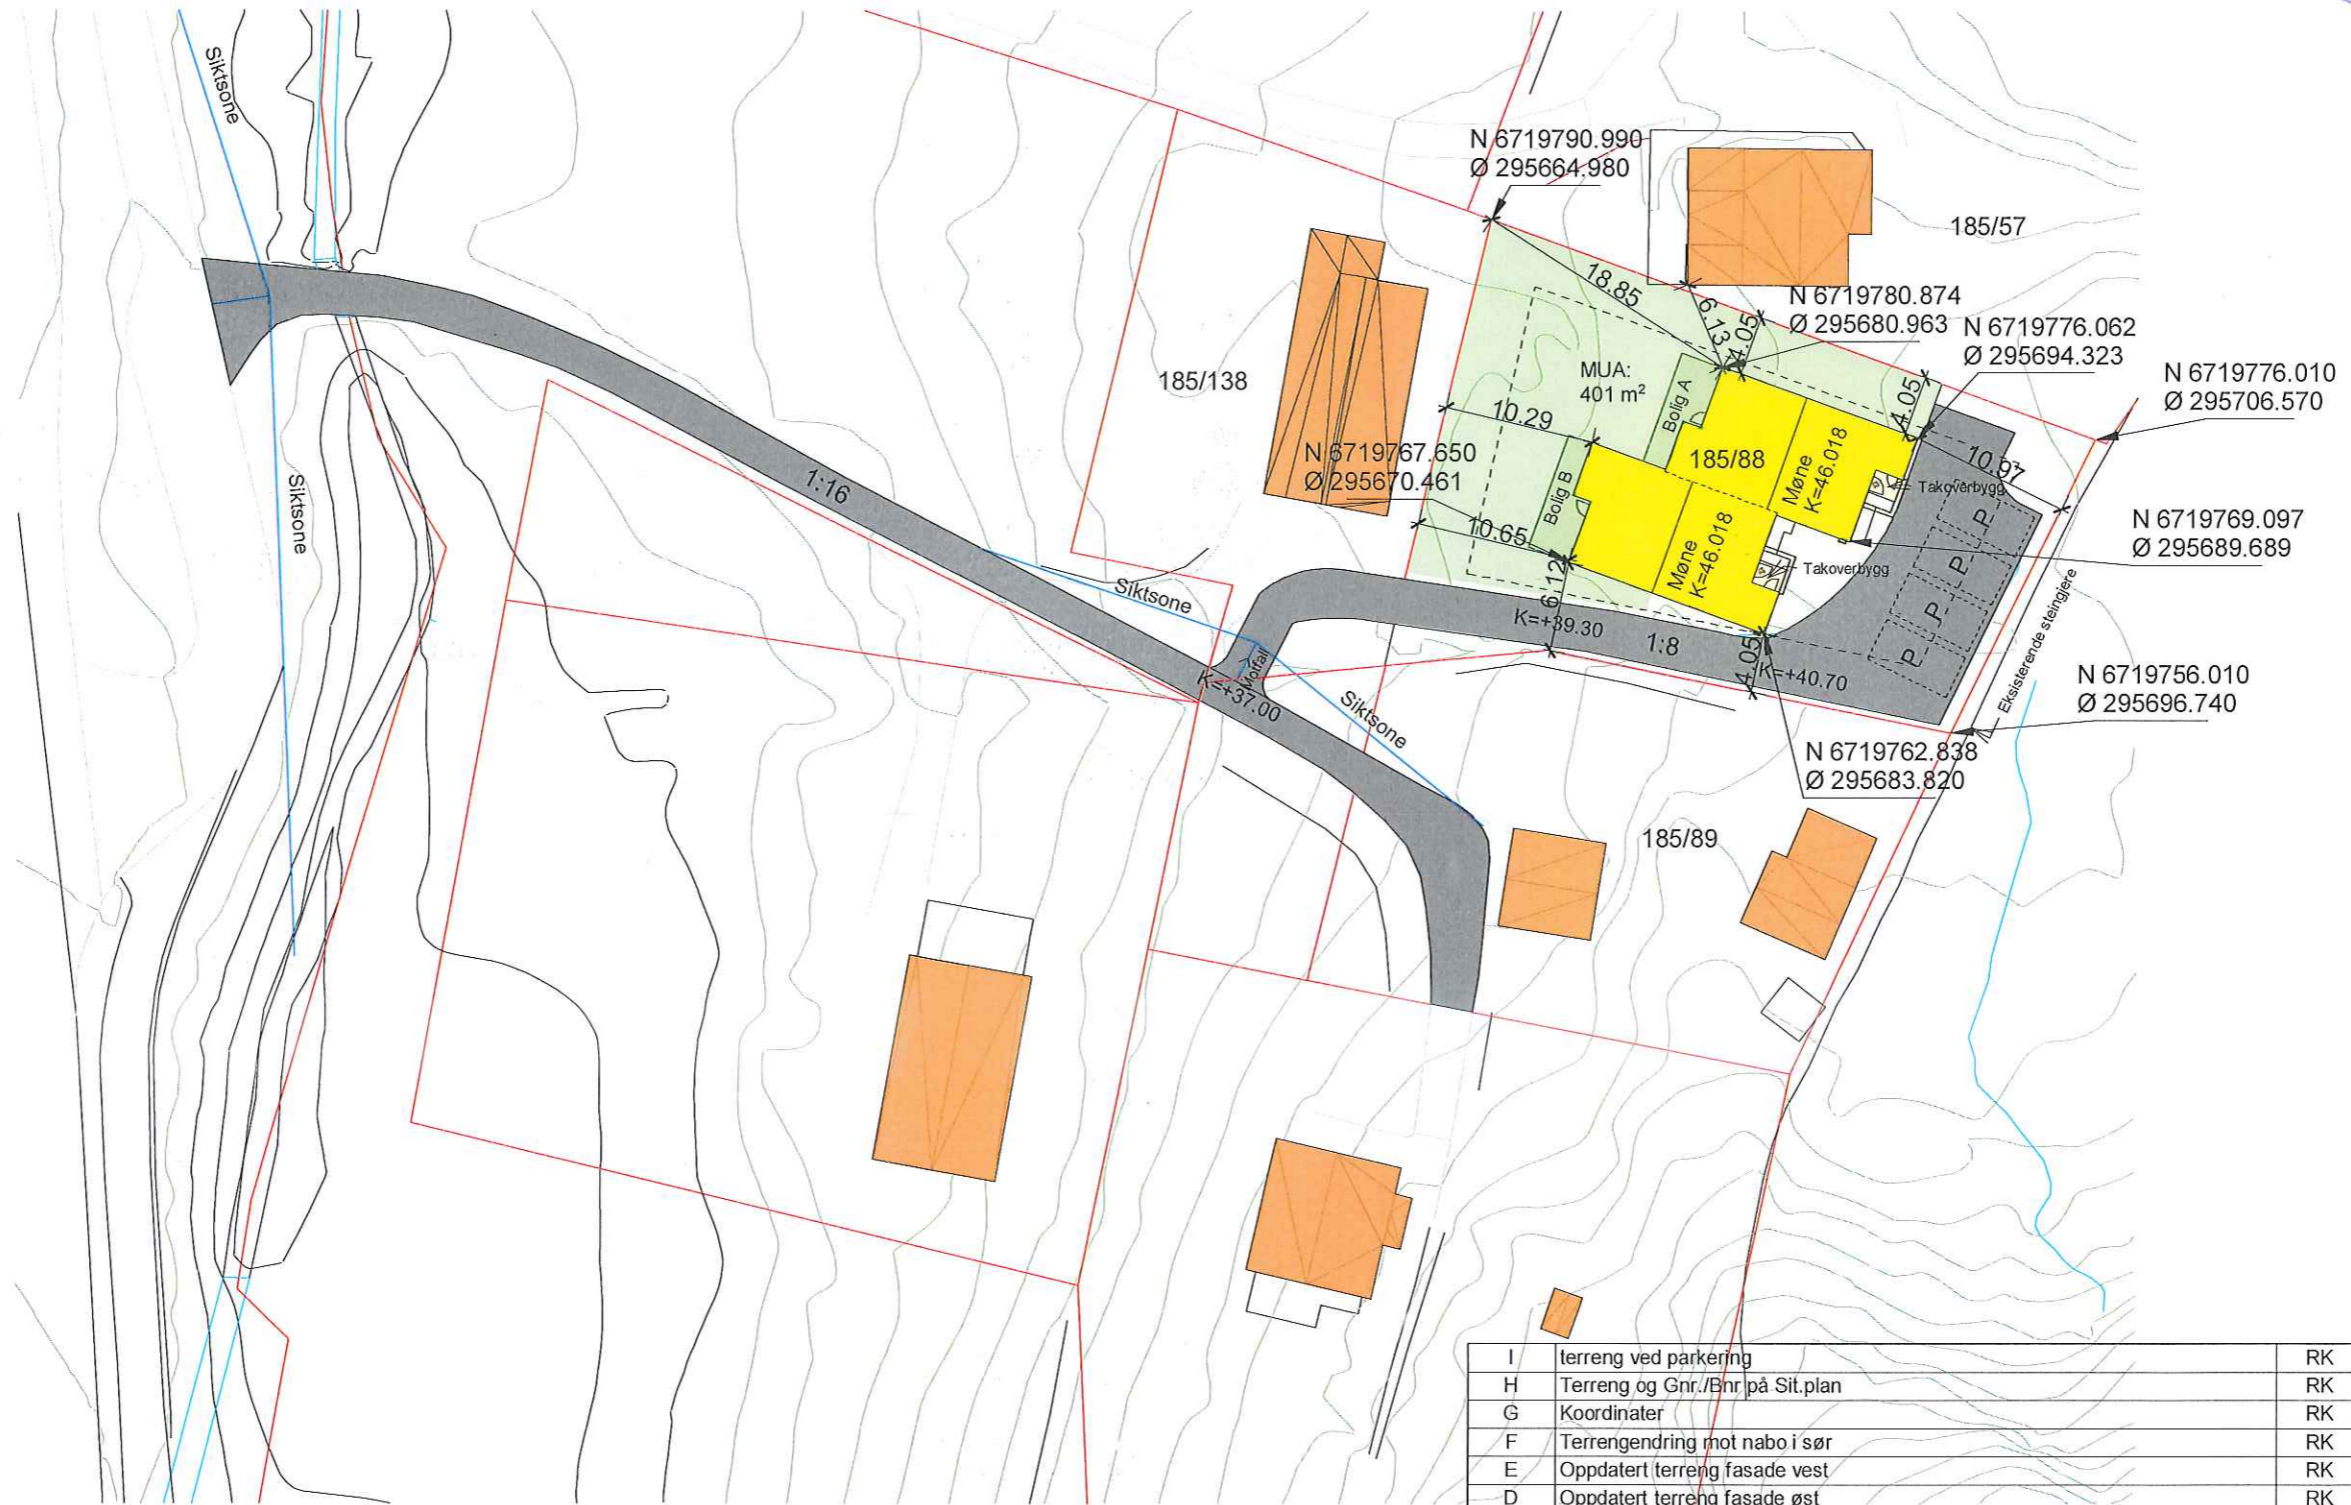 Siktsone
N 6719790.990
Ø 295664.980
185/57
18.85
6.13
4.05
N 6719780.874
Ø 295680.963
N 6719776.062
Ø 295694.323
N 6719776.010
Ø 295706.570
185/138
MUA:
401 m²
Bolig A
4.05
10.29
N 6719767.650
Ø 295670.461
185/88
Møne
K=46.018
10.97
Takoverbygg
1:16
Siktsone
Bolig B
10.65
Møne
K=46.018
Takoverbygg
P
P
P
P
N 6719769.097
Ø 295689.689
Siktsone
6.12
K=+39.30
1:8
4.05
K=+40.70
Eksisterende steingjere
Motfall
K=+37.00
Siktsone
N 6719756.010
Ø 295696.740
N 6719762.838
Ø 295683.820
185/89
I terreng ved parkering RK
H Terreng og Gnr./Bnr på Sit.plan RK
G Koordinater RK
F Terrengendring mot nabo i sør RK
E Oppdatert terreng fasade vest RK
D Oppdatert terreng fasade øst RK